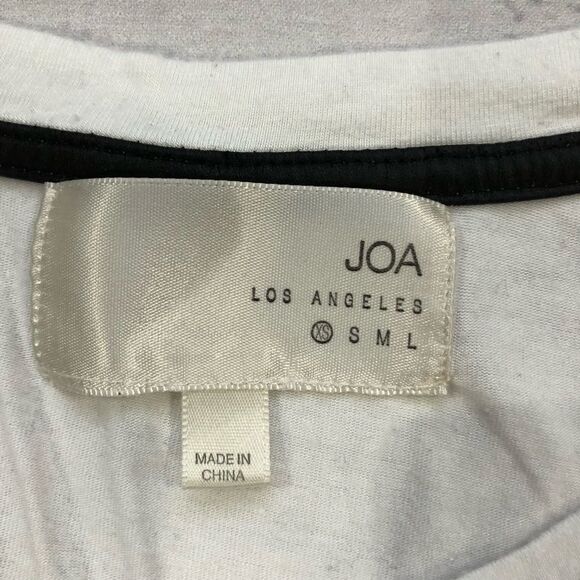 JOA
LOS ANGELES
XS S M L
MADE IN
CHINA